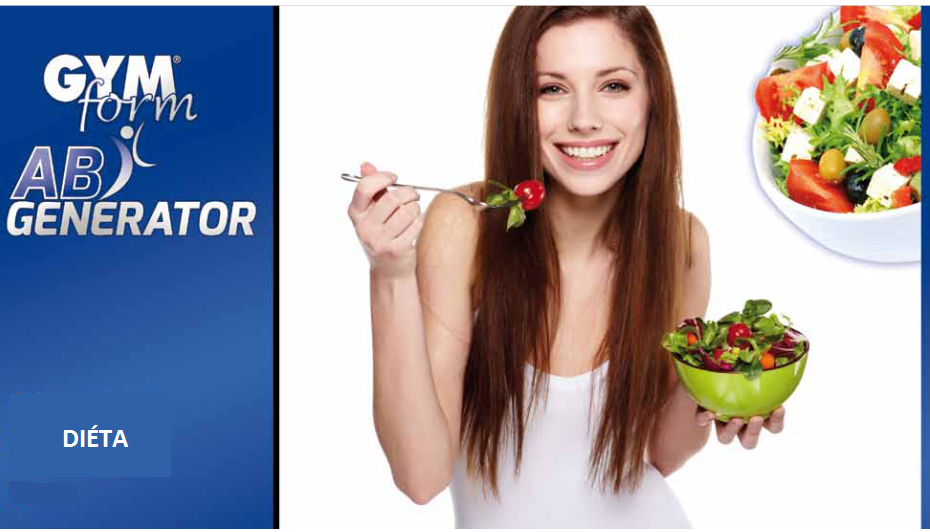 GYM®
form
AB
GENERATOR
DIÉTA